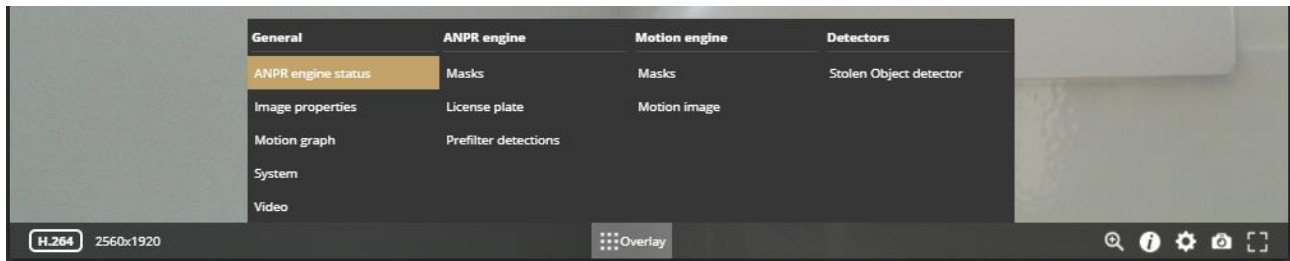 General ANPR engine Motion engine Detectors
ANPR engine status Masks Masks Stolen Object detector
Image properties License plate Motion image
Motion graph Prefilter detections
System
Video
H.264 2560x1920 Overlay